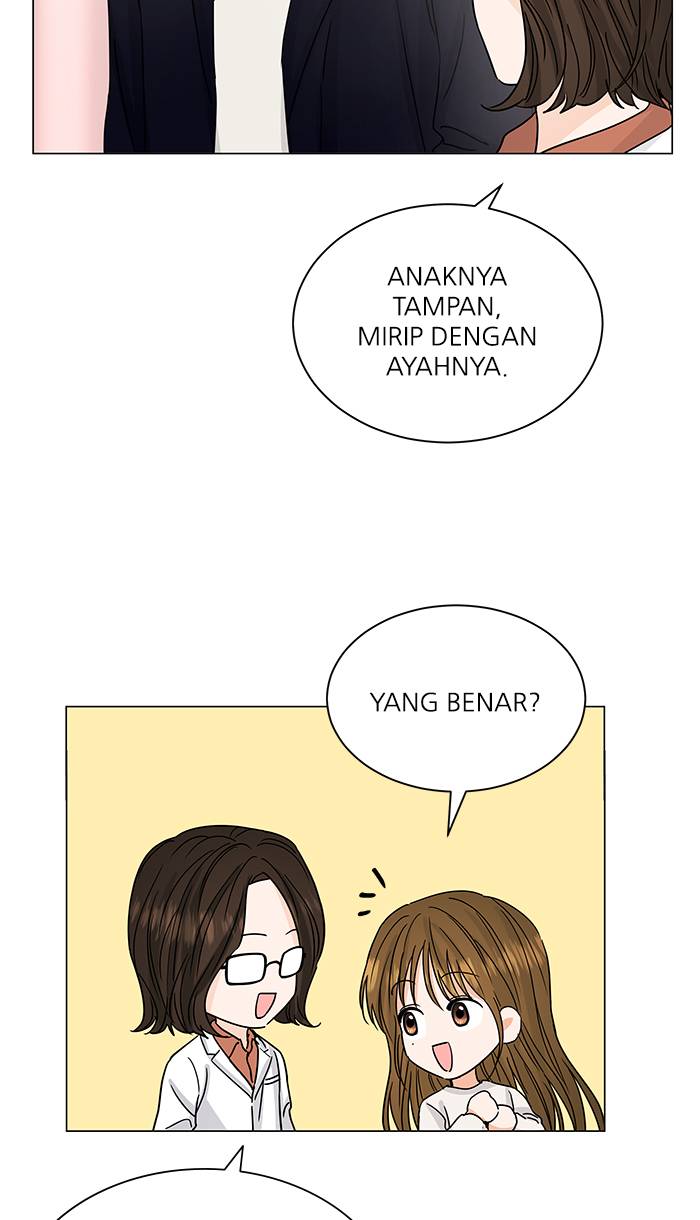 ANAKNYA
TAMPAN,
MIRIP DENGAN
AYAHNYA.
YANG BENAR?